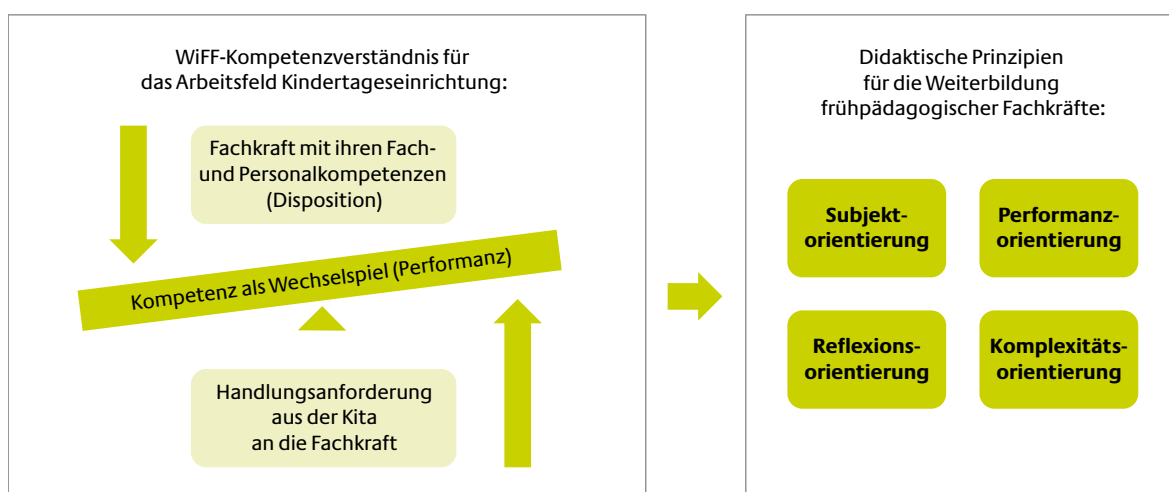 WiFF-Kompetenzverständnis für
das Arbeitsfeld Kindertageseinrichtung:
Fachkraft mit ihren Fach-
und Personalkompetenzen
(Disposition)
Kompetenz als Wechselspiel (Performanz)
Handlungsanforderung
aus der Kita
an die Fachkraft
Didaktische Prinzipien
für die Weiterbildung
frühpädagogischer Fachkräfte:
Subjekt-
orientierung
Performanz-
orientierung
Reflexions-
orientierung
Komplexitäts-
orientierung